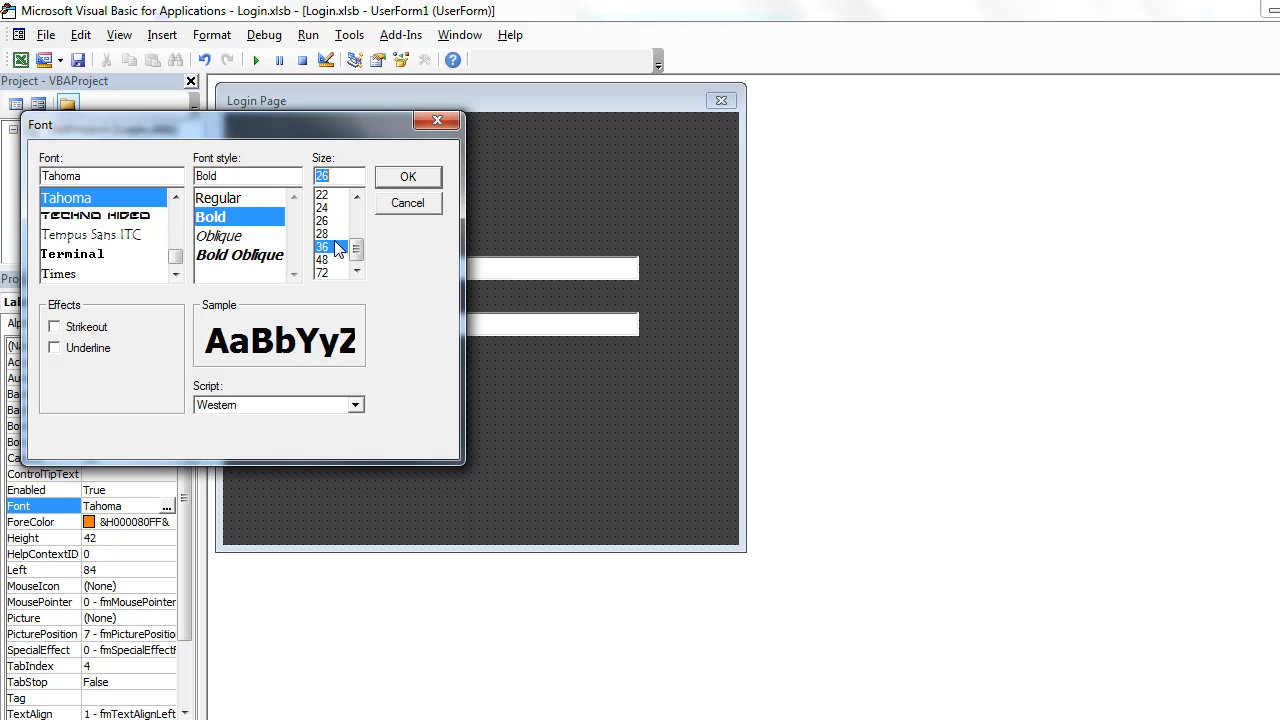 Microsoft Visual Basic for Applications - Login.xlsb - [Login.xlsb - UserForm1 (UserForm)]
File Edit View Insert Format Debug Run Tools Add-Ins Window Help
Project - VBAProject
Login Page
Font
Font: Font style: Size:
Tahoma Bold 26 OK
Tahoma Regular 22
TECHNO HIDEO Bold 24 Cancel
Tempus Sans ITC Oblique 26
Terminal Bold Oblique 28
Times 36
48
72
Effects Sample
Strikeout AaBbYyZ
Underline
Script:
Western
ControlTipText
Enabled True
Font Tahoma ...
ForeColor &H000080FF&
Height 42
HelpContextID 0
Left 84
MouseIcon (None)
MousePointer 0 - fmMousePointer
Picture (None)
PicturePosition 7 - fmPicturePositio
SpecialEffect 0 - fmSpecialEffectF
TabIndex 4
TabStop False
Tag
TextAlign 1 - fmTextAlignLeft